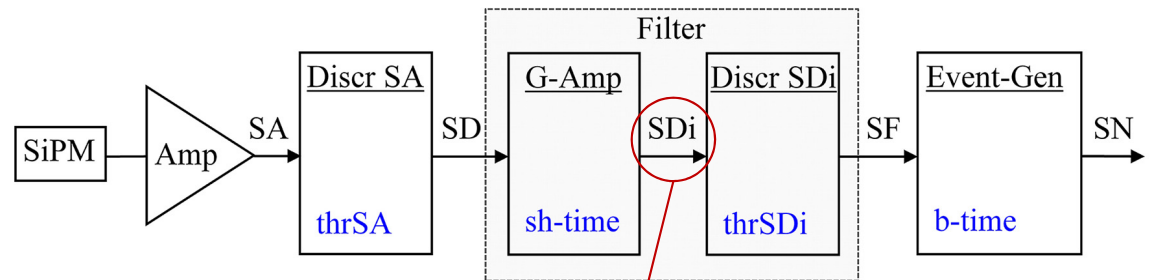 Filter
Discr SA
G-Amp
Discr SDi
Event-Gen
SiPM
Amp
SA
SD
SDi
SF
SN
thrSA
sh-time
thrSDi
b-time